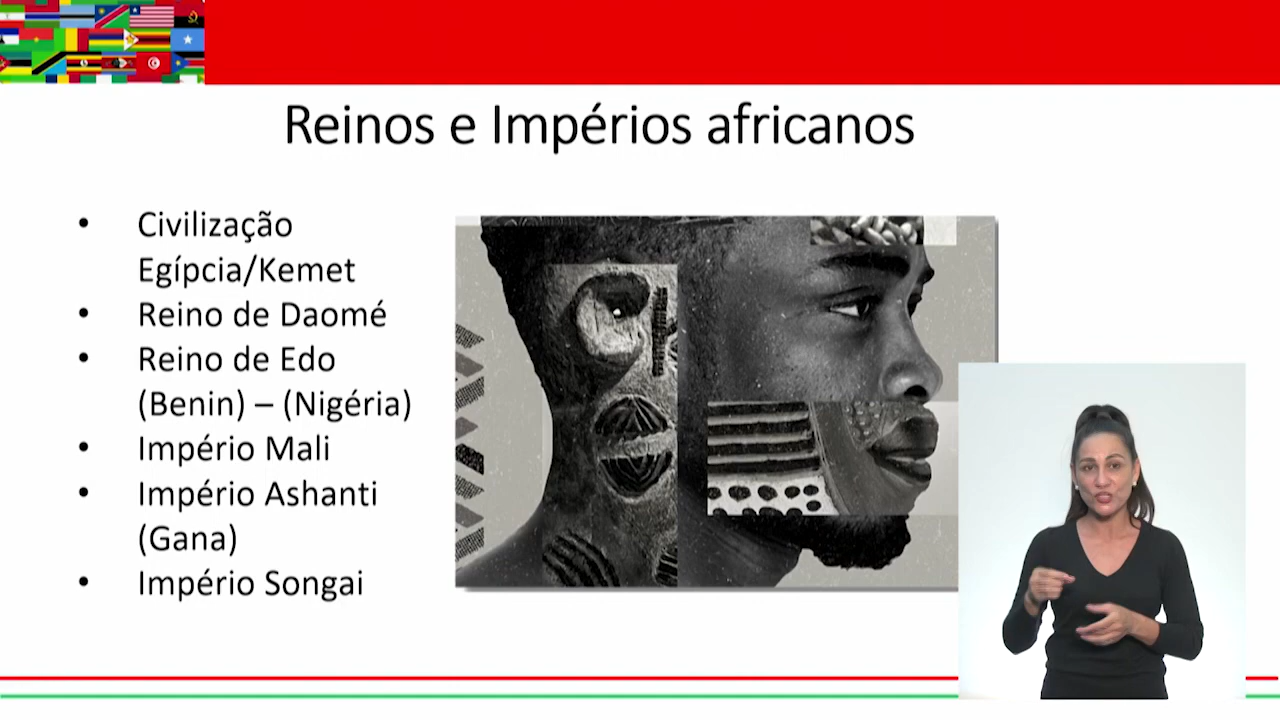 Reinos e Impérios africanos
• Civilização
Egípcia/Kemet
• Reino de Daomé
• Reino de Edo
(Benin) – (Nigéria)
• Império Mali
• Império Ashanti
(Gana)
• Império Songai